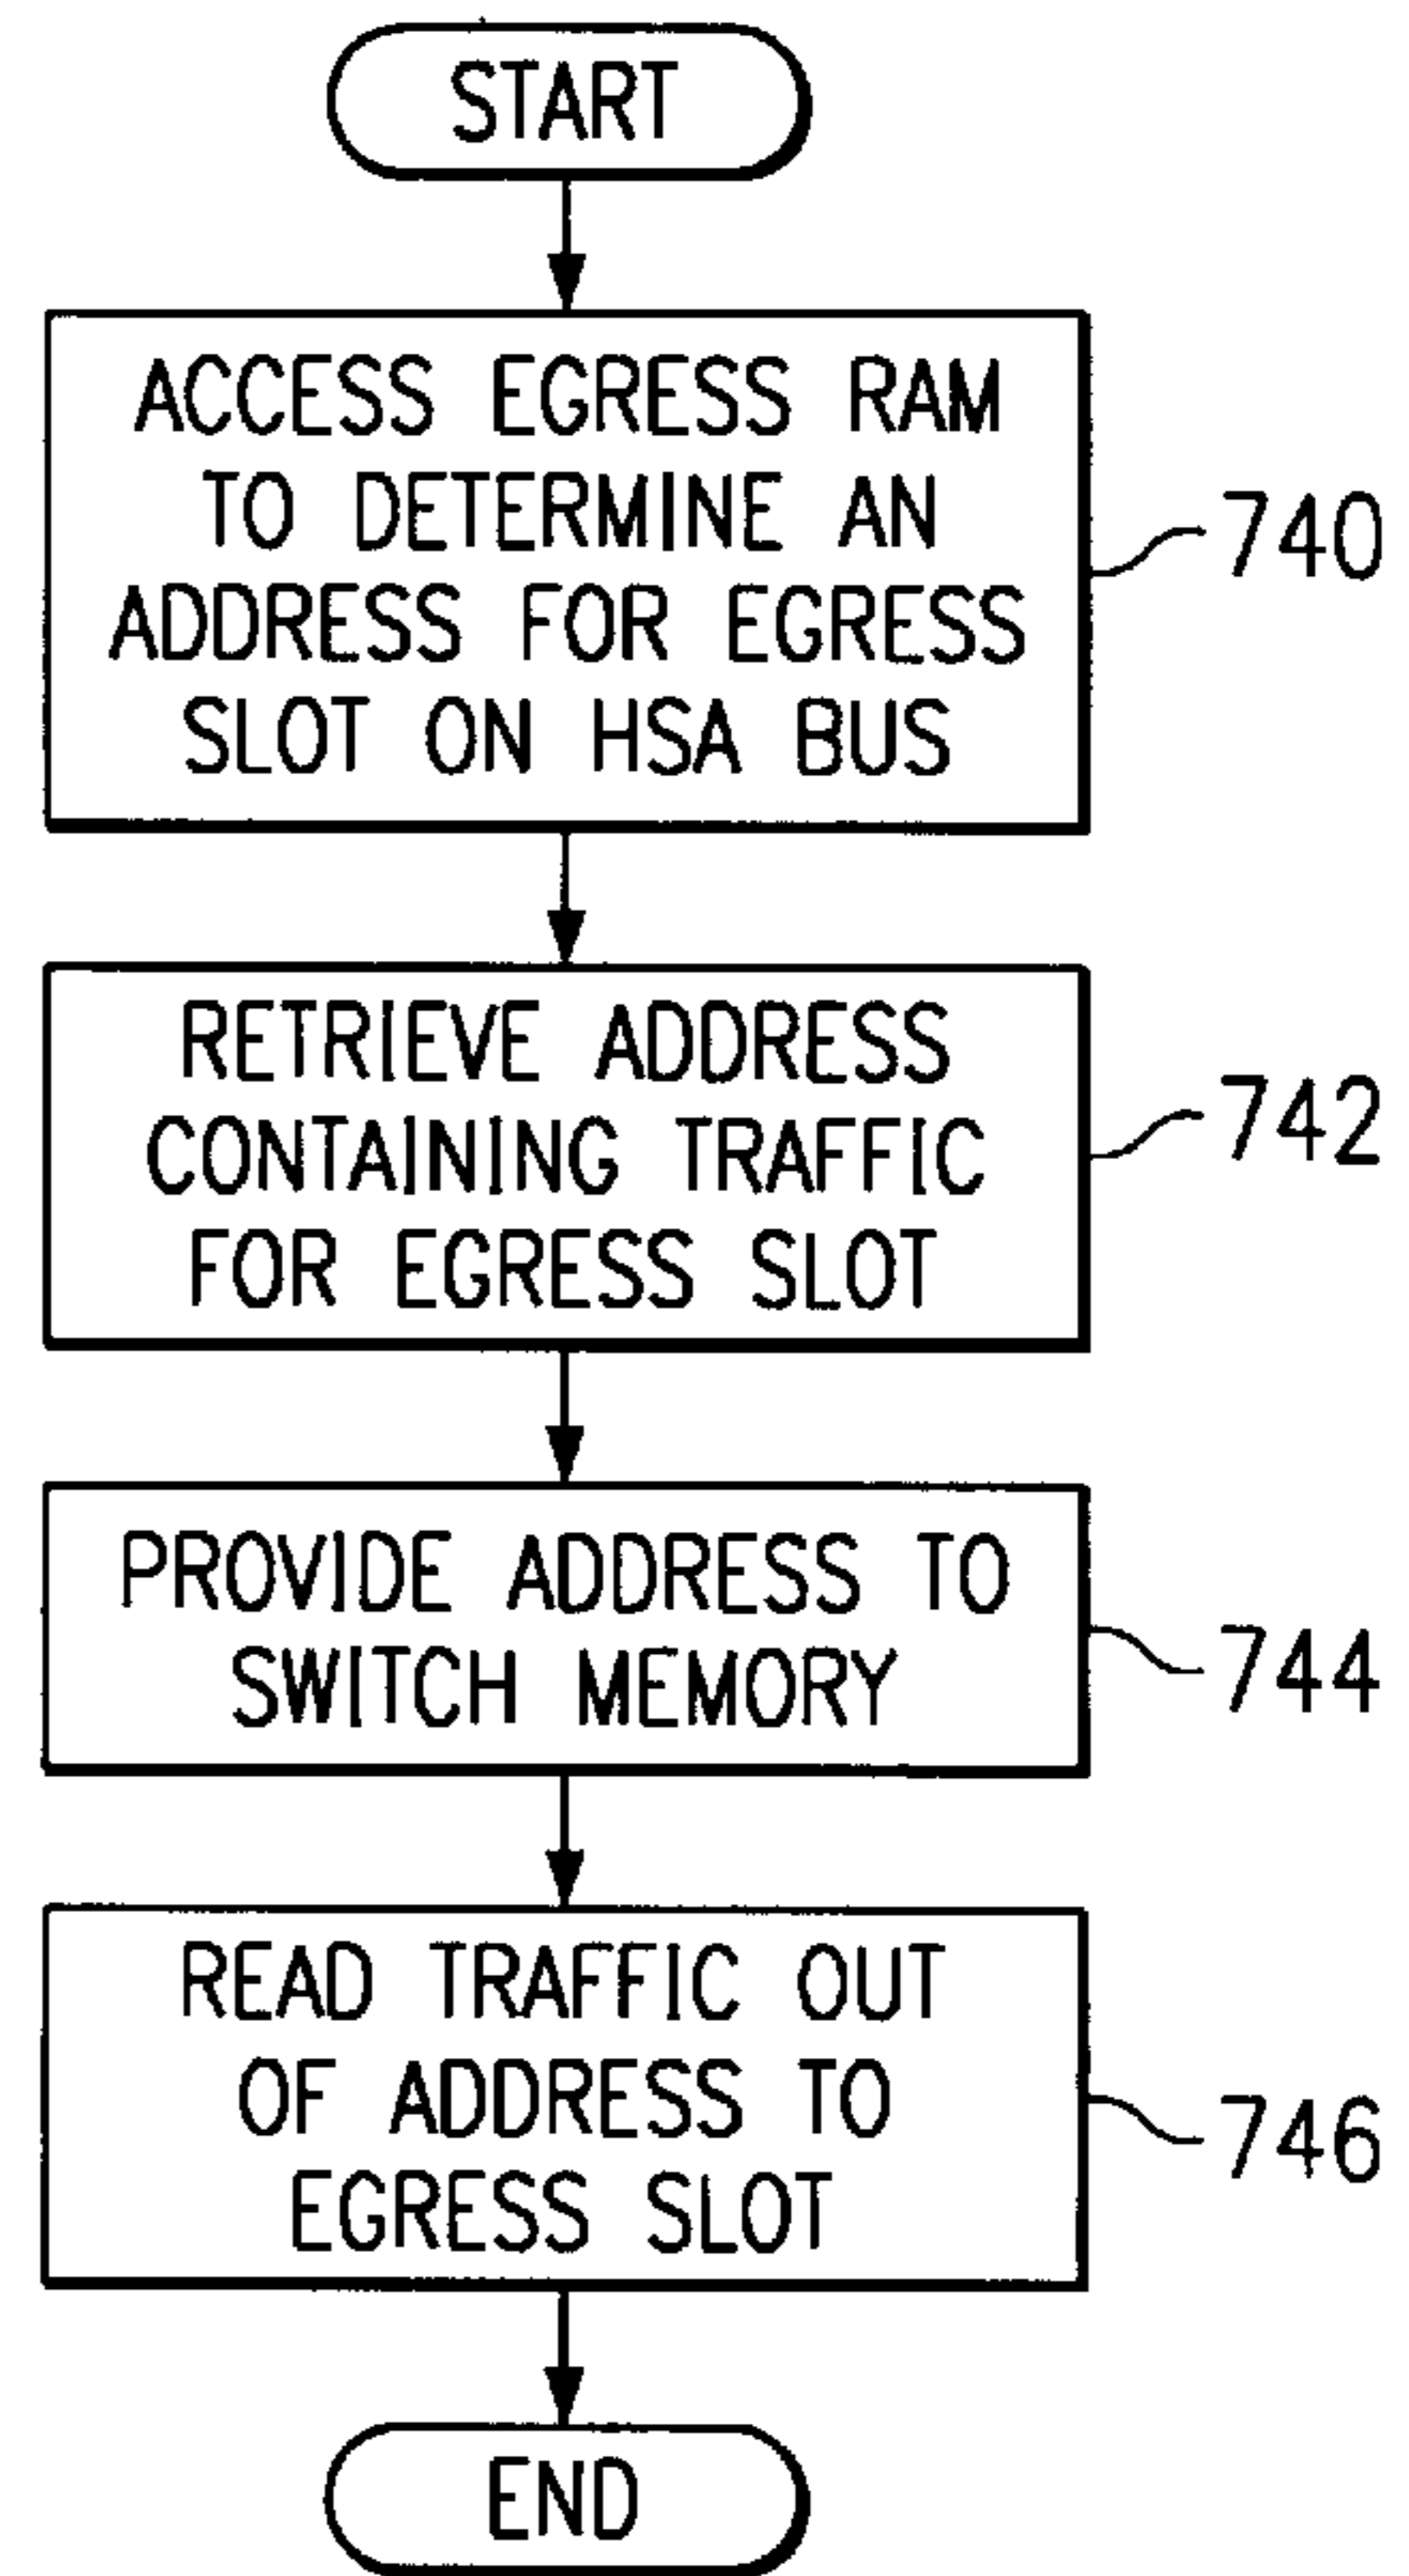 START
ACCESS EGRESS RAM
TO DETERMINE AN
ADDRESS FOR EGRESS
SLOT ON HSA BUS
740
RETRIEVE ADDRESS
CONTAINING TRAFFIC
FOR EGRESS SLOT
742
PROVIDE ADDRESS TO
SWITCH MEMORY
744
READ TRAFFIC OUT
OF ADDRESS TO
EGRESS SLOT
746
END